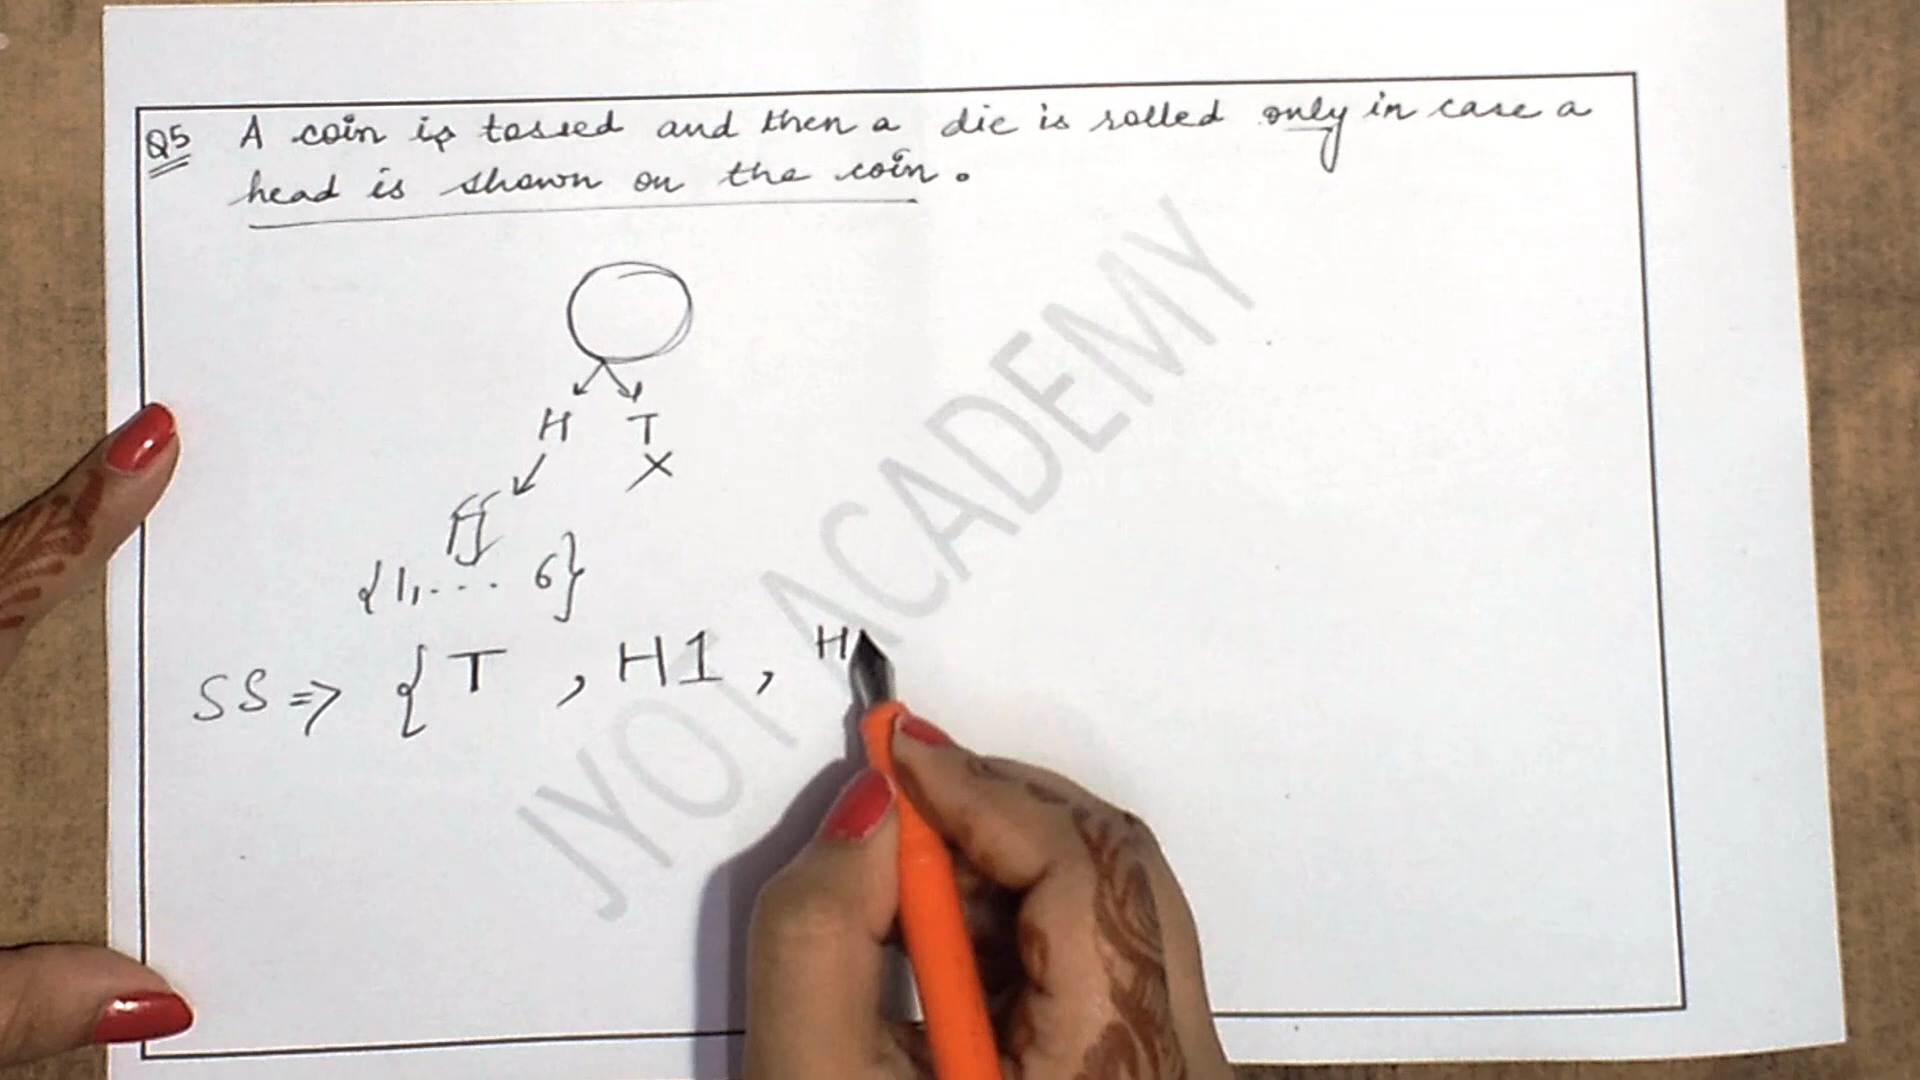 Q5 A coin is tossed and then a die is rolled only in case a
head is shown on the coin.
H T
X
{1, ... 6}
SS => { T , H1 , H
JYOT ACADEMY